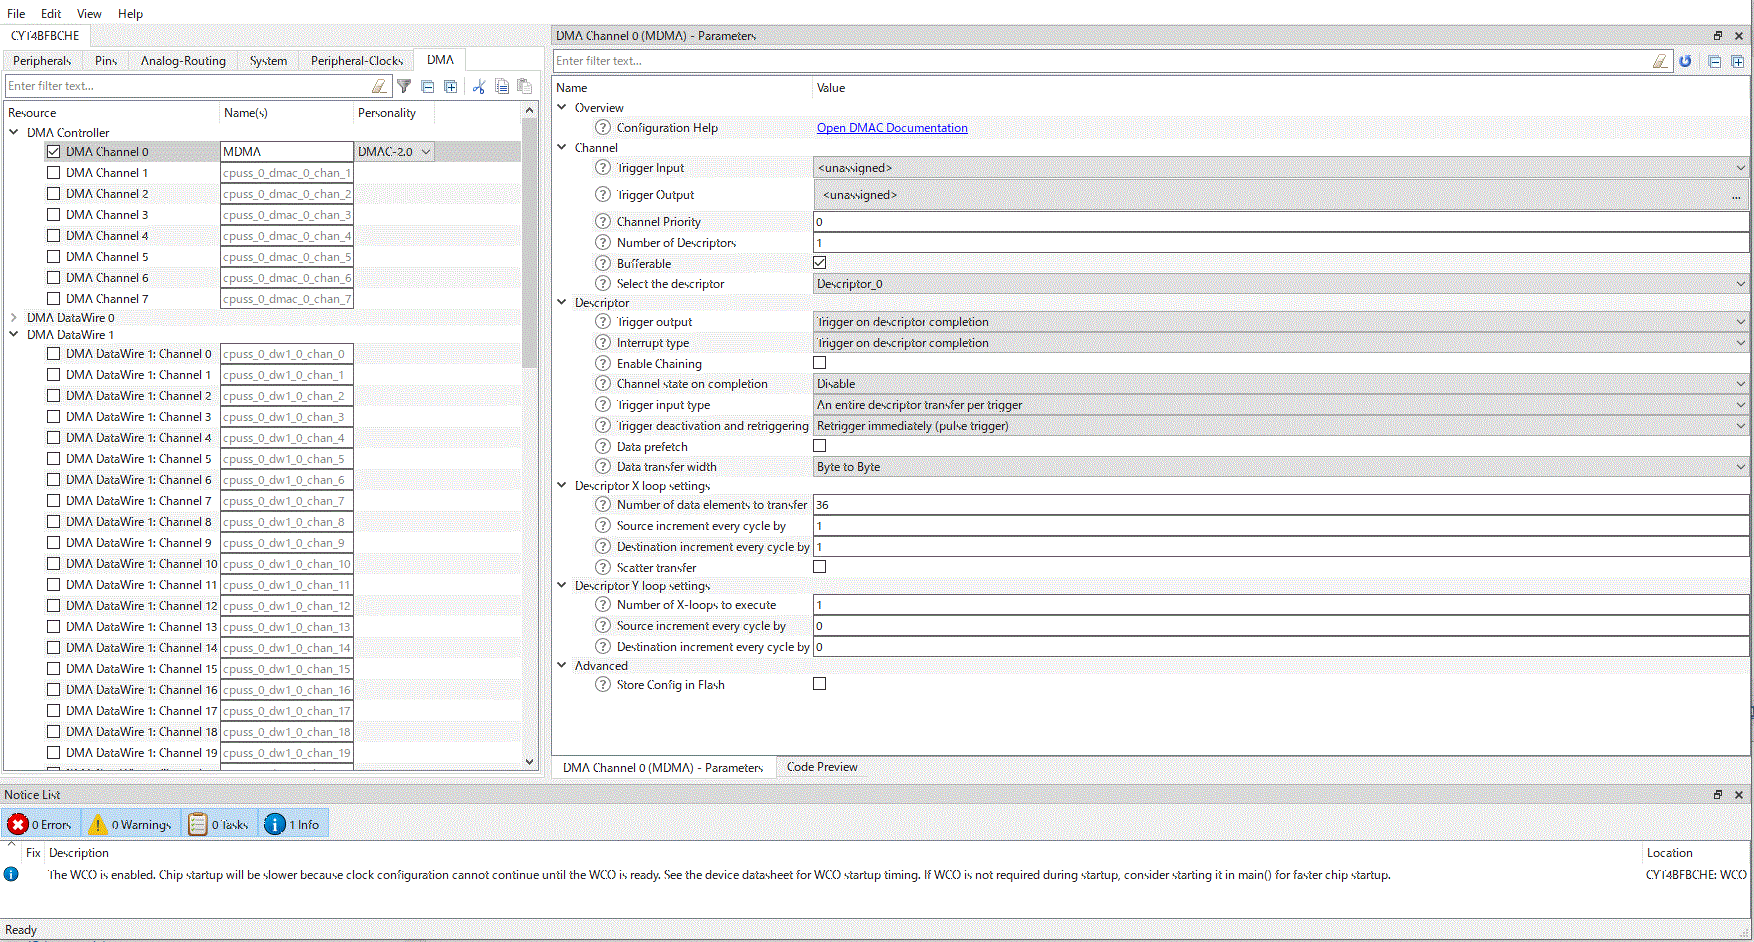 File Edit View Help
CYT4BFBCHE
Peripherals Pins Analog-Routing System Peripheral-Clocks DMA
Enter filter text...
Resource Name(s) Personality
DMA Controller
DMA Channel 0 MDMA DMAC-2.0
DMA Channel 1 cpuss_0_dmac_0_chan_1
DMA Channel 2 cpuss_0_dmac_0_chan_2
DMA Channel 3 cpuss_0_dmac_0_chan_3
DMA Channel 4 cpuss_0_dmac_0_chan_4
DMA Channel 5 cpuss_0_dmac_0_chan_5
DMA Channel 6 cpuss_0_dmac_0_chan_6
DMA Channel 7 cpuss_0_dmac_0_chan_7
DMA DataWire 0
DMA DataWire 1
DMA DataWire 1: Channel 0 cpuss_0_dw1_0_chan_0
DMA DataWire 1: Channel 1 cpuss_0_dw1_0_chan_1
DMA DataWire 1: Channel 2 cpuss_0_dw1_0_chan_2
DMA DataWire 1: Channel 3 cpuss_0_dw1_0_chan_3
DMA DataWire 1: Channel 4 cpuss_0_dw1_0_chan_4
DMA DataWire 1: Channel 5 cpuss_0_dw1_0_chan_5
DMA DataWire 1: Channel 6 cpuss_0_dw1_0_chan_6
DMA DataWire 1: Channel 7 cpuss_0_dw1_0_chan_7
DMA DataWire 1: Channel 8 cpuss_0_dw1_0_chan_8
DMA DataWire 1: Channel 9 cpuss_0_dw1_0_chan_9
DMA DataWire 1: Channel 10 cpuss_0_dw1_0_chan_10
DMA DataWire 1: Channel 11 cpuss_0_dw1_0_chan_11
DMA DataWire 1: Channel 12 cpuss_0_dw1_0_chan_12
DMA DataWire 1: Channel 13 cpuss_0_dw1_0_chan_13
DMA DataWire 1: Channel 14 cpuss_0_dw1_0_chan_14
DMA DataWire 1: Channel 15 cpuss_0_dw1_0_chan_15
DMA DataWire 1: Channel 16 cpuss_0_dw1_0_chan_16
DMA DataWire 1: Channel 17 cpuss_0_dw1_0_chan_17
DMA DataWire 1: Channel 18 cpuss_0_dw1_0_chan_18
DMA DataWire 1: Channel 19 cpuss_0_dw1_0_chan_19
DMA Channel 0 (MDMA) - Parameters
Enter filter text...
Name Value
Overview
Configuration Help Open DMAC Documentation
Channel
Trigger Input <unassigned>
Trigger Output <unassigned> ...
Channel Priority 0
Number of Descriptors 1
Bufferable
Select the descriptor Descriptor_0
Descriptor
Trigger output Trigger on descriptor completion
Interrupt type Trigger on descriptor completion
Enable Chaining
Channel state on completion Disable
Trigger input type An entire descriptor transfer per trigger
Trigger deactivation and retriggering Retrigger immediately (pulse trigger)
Data prefetch
Data transfer width Byte to Byte
Descriptor X loop settings
Number of data elements to transfer 36
Source increment every cycle by 1
Destination increment every cycle by 1
Scatter transfer
Descriptor Y loop settings
Number of X-loops to execute 1
Source increment every cycle by 0
Destination increment every cycle by 0
Advanced
Store Config in Flash
DMA Channel 0 (MDMA) - Parameters Code Preview
Notice List
0 Errors 0 Warnings 0 Tasks 1 Info
Fix Description Location
The WCO is enabled. Chip startup will be slower because clock configuration cannot continue until the WCO is ready. See the device datasheet for WCO startup timing. If WCO is not required during startup, consider starting it in main() for faster chip startup. CYT4BFBCHE: WCO
Ready